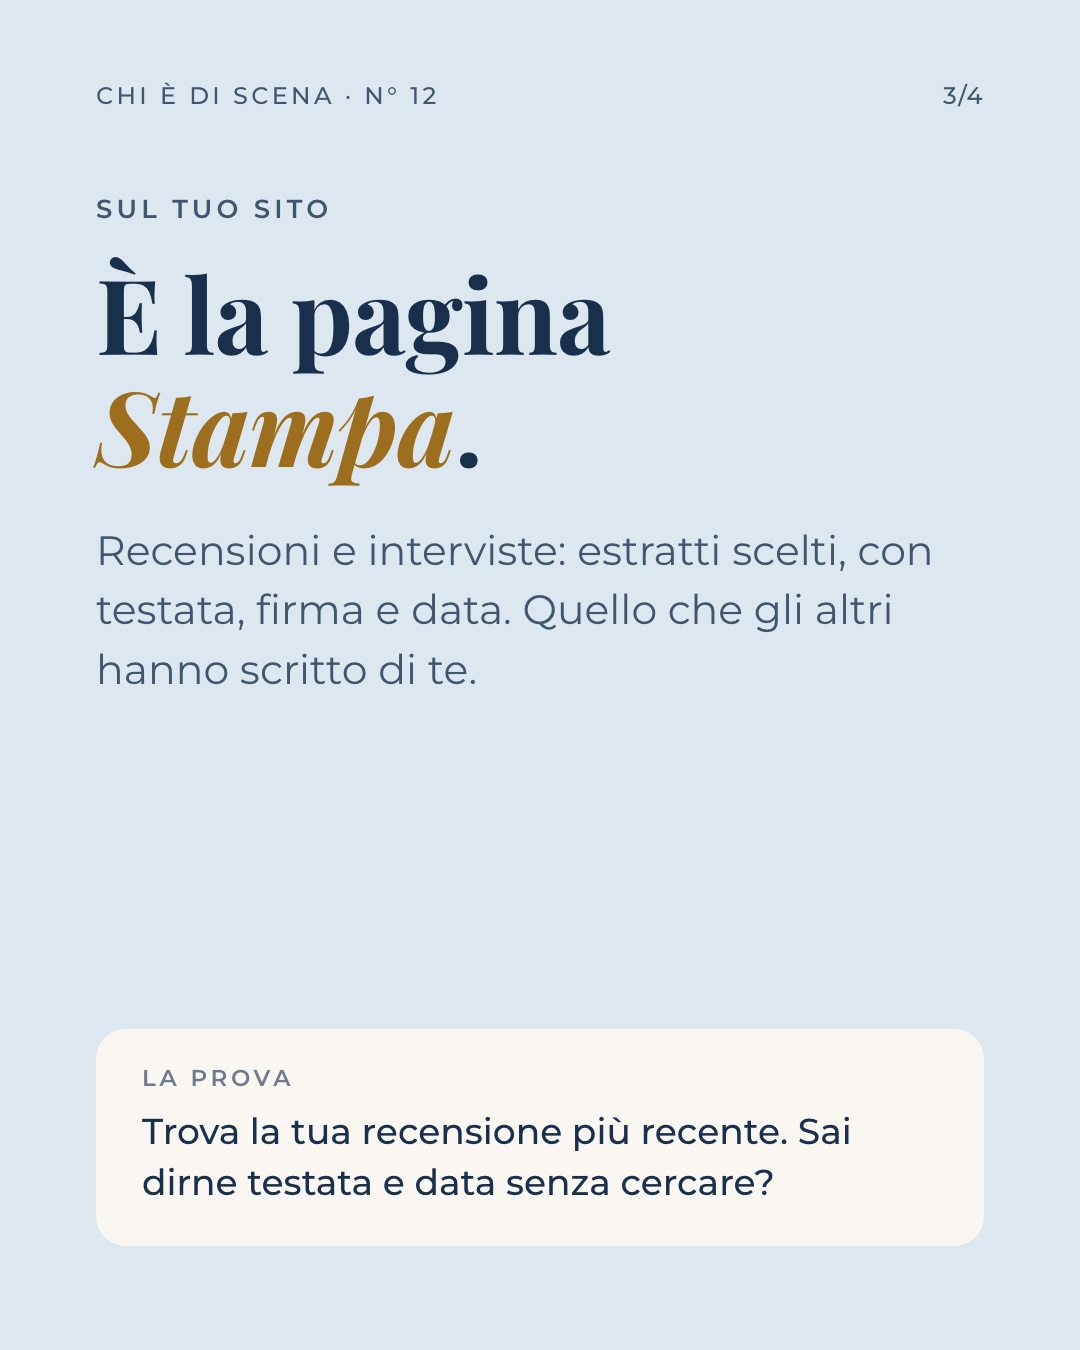 CHI È DI SCENA · N° 12
3/4
SUL TUO SITO
È la pagina
Stampa.
Recensioni e interviste: estratti scelti, con
testata, firma e data. Quello che gli altri
hanno scritto di te.
LA PROVA
Trova la tua recensione più recente. Sai
dirne testata e data senza cercare?